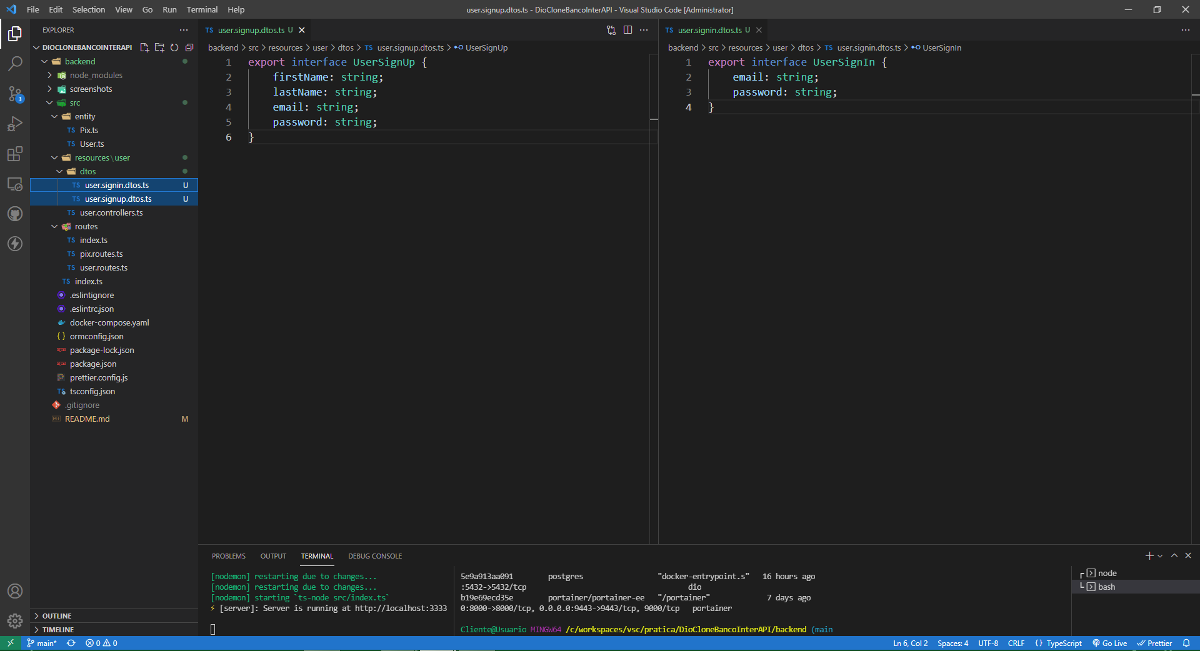 File Edit Selection View Go Run Terminal Help
user.signup.dtos.ts - DioCloneBancoInterAPI - Visual Studio Code [Administrator]
EXPLORER
DIOCLONEBANCOINTERAPI
backend
node_modules
screenshots
src
entity
TS Pix.ts
TS User.ts
resources \ user
dtos
TS user.signin.dtos.ts U
TS user.signup.dtos.ts U
TS user.controllers.ts
routes
TS index.ts
TS pix.routes.ts
TS user.routes.ts
TS index.ts
.eslintignore
.eslintrc.json
docker-compose.yaml
{ } ormconfig.json
package-lock.json
package.json
prettier.config.js
tsconfig.json
.gitignore
README.md M
OUTLINE
TIMELINE
TS user.signup.dtos.ts U
backend > src > resources > user > dtos > TS user.signup.dtos.ts > UserSignUp
1 export interface UserSignUp {
2 firstName: string;
3 lastName: string;
4 email: string;
5 password: string;
6 }
TS user.signin.dtos.ts U
backend > src > resources > user > dtos > TS user.signin.dtos.ts > UserSignIn
1 export interface UserSignIn {
2 email: string;
3 password: string;
4 }
PROBLEMS OUTPUT TERMINAL DEBUG CONSOLE
[nodemon] restarting due to changes...
[nodemon] restarting due to changes...
[nodemon] starting `ts-node src/index.ts`
[server]: Server is running at http://localhost:3333
5e9a913aa091 postgres "docker-entrypoint.s" 16 hours ago
:5432->5432/tcp dio
b19e69ecd35e portainer/portainer-ee "/portainer" 7 days ago
0:8000->8000/tcp, 0.0.0.0:9443->9443/tcp, 9000/tcp portainer
Cliente@Usuario MINGW64 /c/workspaces/vsc/pratica/DioCloneBancoInterAPI/backend (main
node
bash
main* 0 0 Ln 6, Col 2 Spaces: 4 UTF-8 CRLF { } TypeScript Go Live Prettier